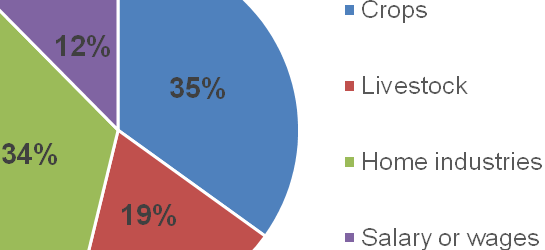 Crops
12%
35%
Livestock
34%
Home industries
19%
Salary or wages